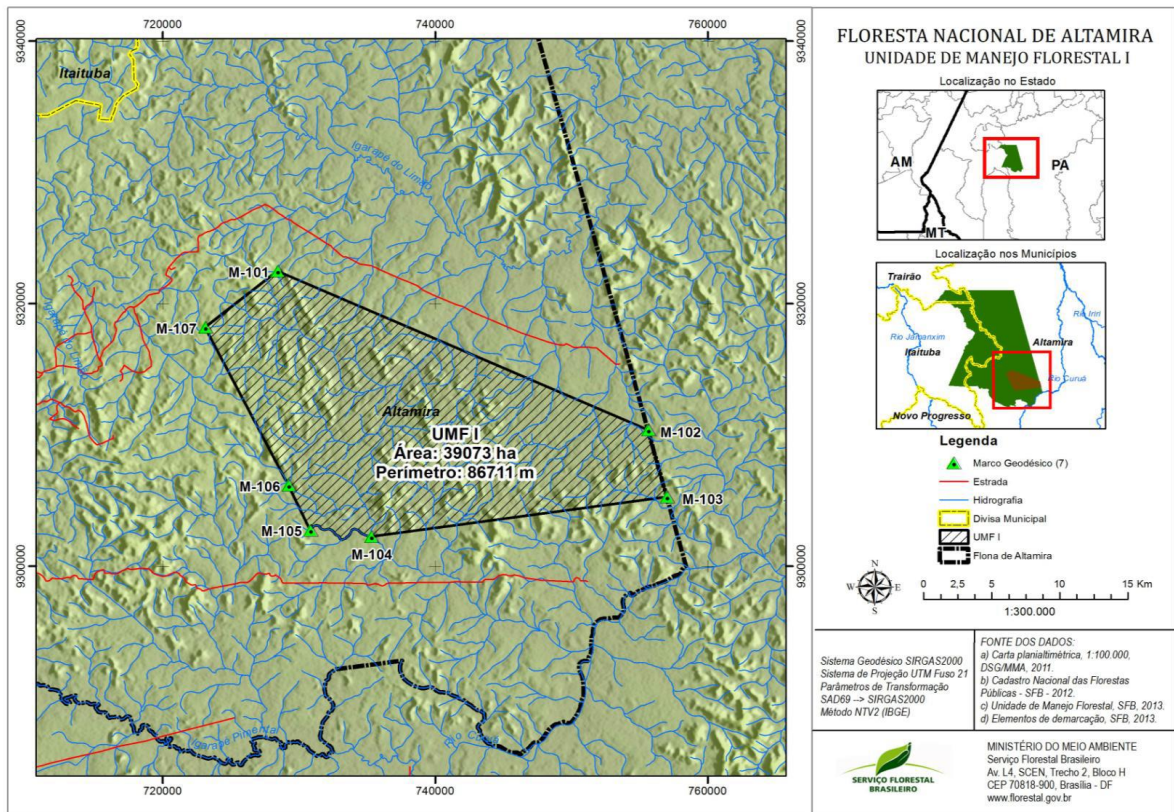 720000
740000
760000
9340000
9340000
Itaituba
Igarapé do Limão
M-101
9320000
9320000
M-107
Igarapé do Limão
Altamira
M-102
UMF I
Área: 39073 ha
Perímetro: 86711 m
M-106
M-103
M-105
M-104
9300000
9300000
Igarapé Pimental
Rio Curuá
720000
740000
760000
FLORESTA NACIONAL DE ALTAMIRA
UNIDADE DE MANEJO FLORESTAL I
Localização no Estado
AM
PA
MT
Localização nos Municípios
Trairão
Rio Iriri
Rio Jamanxim
Altamira
Itaituba
Rio Curuá
Novo Progresso
Legenda
Marco Geodésico (7)
Estrada
Hidrografia
Divisa Municipal
UMF I
Flona de Altamira
N
W
E
S
0 2,5 5 10 15 Km
1:300.000
Sistema Geodésico SIRGAS2000
Sistema de Projeção UTM Fuso 21
Parâmetros de Transformação
SAD69 --> SIRGAS2000
Método NTV2 (IBGE)
FONTE DOS DADOS:
a) Carta planialtimétrica, 1:100.000,
DSG/MMA, 2011.
b) Cadastro Nacional das Florestas
Públicas - SFB - 2012.
c) Unidade de Manejo Florestal, SFB, 2013.
d) Elementos de demarcação, SFB, 2013.
SERVIÇO FLORESTAL
BRASILEIRO
MINISTÉRIO DO MEIO AMBIENTE
Serviço Florestal Brasileiro
Av. L4, SCEN, Trecho 2, Bloco H
CEP 70818-900, Brasília - DF
www.florestal.gov.br